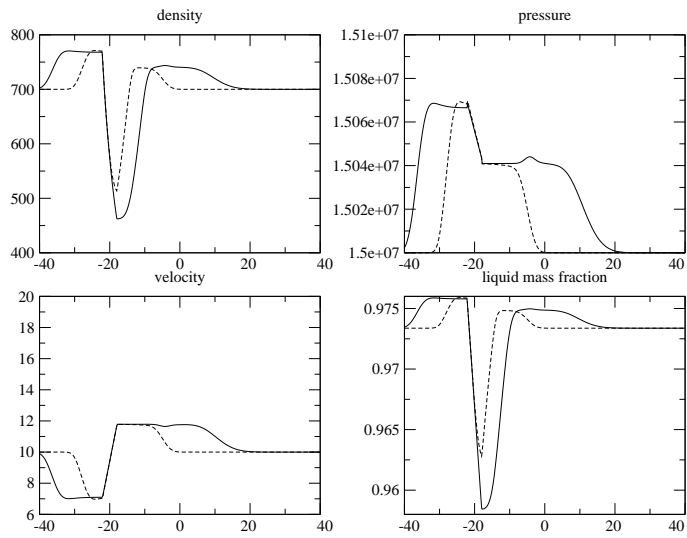 density
800
700
600
500
400
-40 -20 0 20 40
pressure
1.51e+07
1.508e+07
1.506e+07
1.504e+07
1.502e+07
1.5e+07
-40 -20 0 20 40
velocity
20
18
16
14
12
10
8
6
-40 -20 0 20 40
liquid mass fraction
0.975
0.97
0.965
0.96
-40 -20 0 20 40